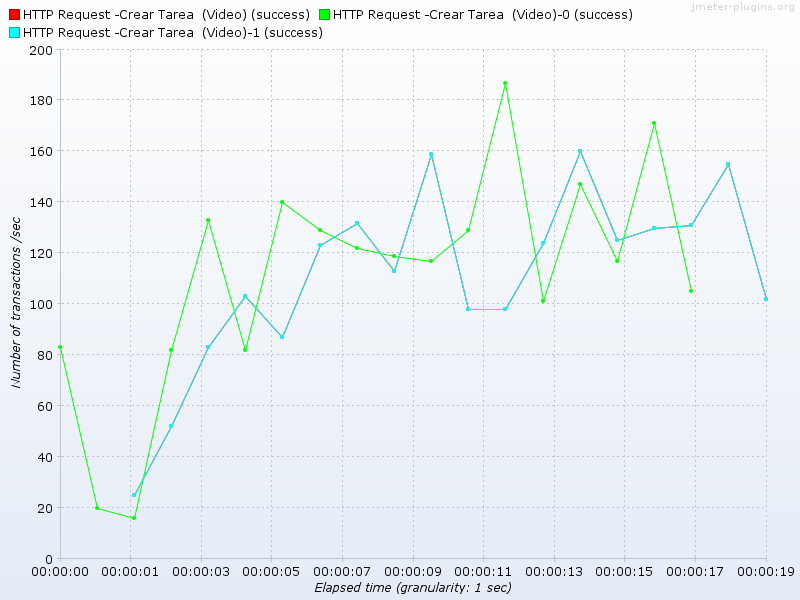 jmeter-plugins.org
HTTP Request -Crear Tarea  (Video) (success) HTTP Request -Crear Tarea  (Video)-0 (success)
HTTP Request -Crear Tarea  (Video)-1 (success)
200
180
160
140
120
100
80
60
40
20
0
Number of transactions /sec
00:00:00 00:00:01 00:00:03 00:00:05 00:00:07 00:00:09 00:00:11 00:00:13 00:00:15 00:00:17 00:00:19
Elapsed time (granularity: 1 sec)